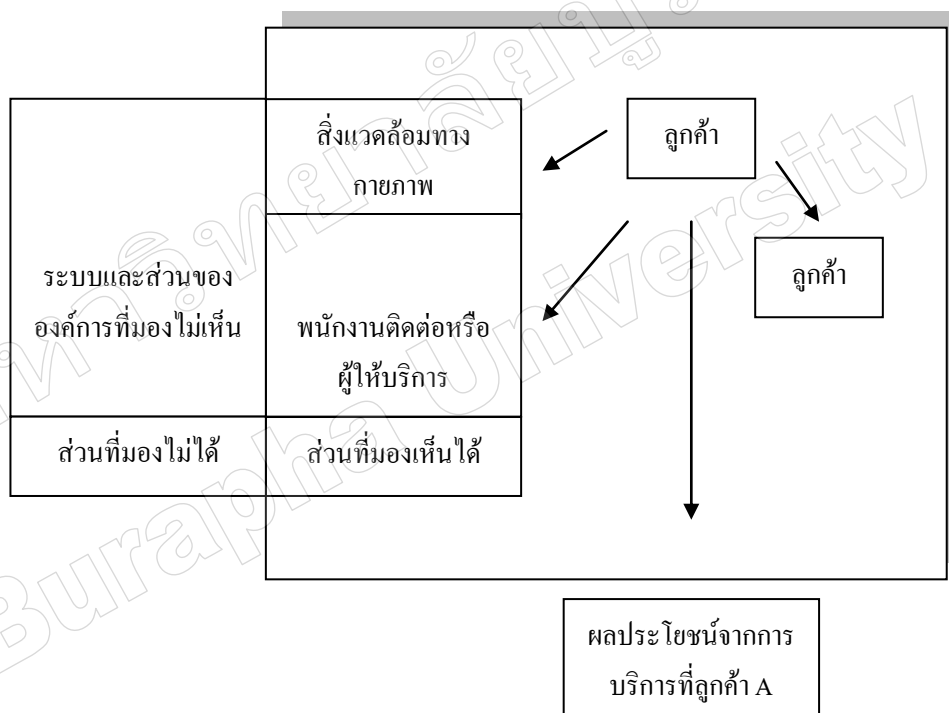 สิ่งแวดล้อมทาง
กายภาพ
ลูกค้า
ระบบและส่วนของ
องค์การที่มองไม่เห็น
พนักงานติดต่อหรือ
ผู้ให้บริการ
ลูกค้า
ส่วนที่มองไม่ได้
ส่วนที่มองเห็นได้
ผลประโยชน์จากการ
บริการที่ลูกค้า A
Burapha University